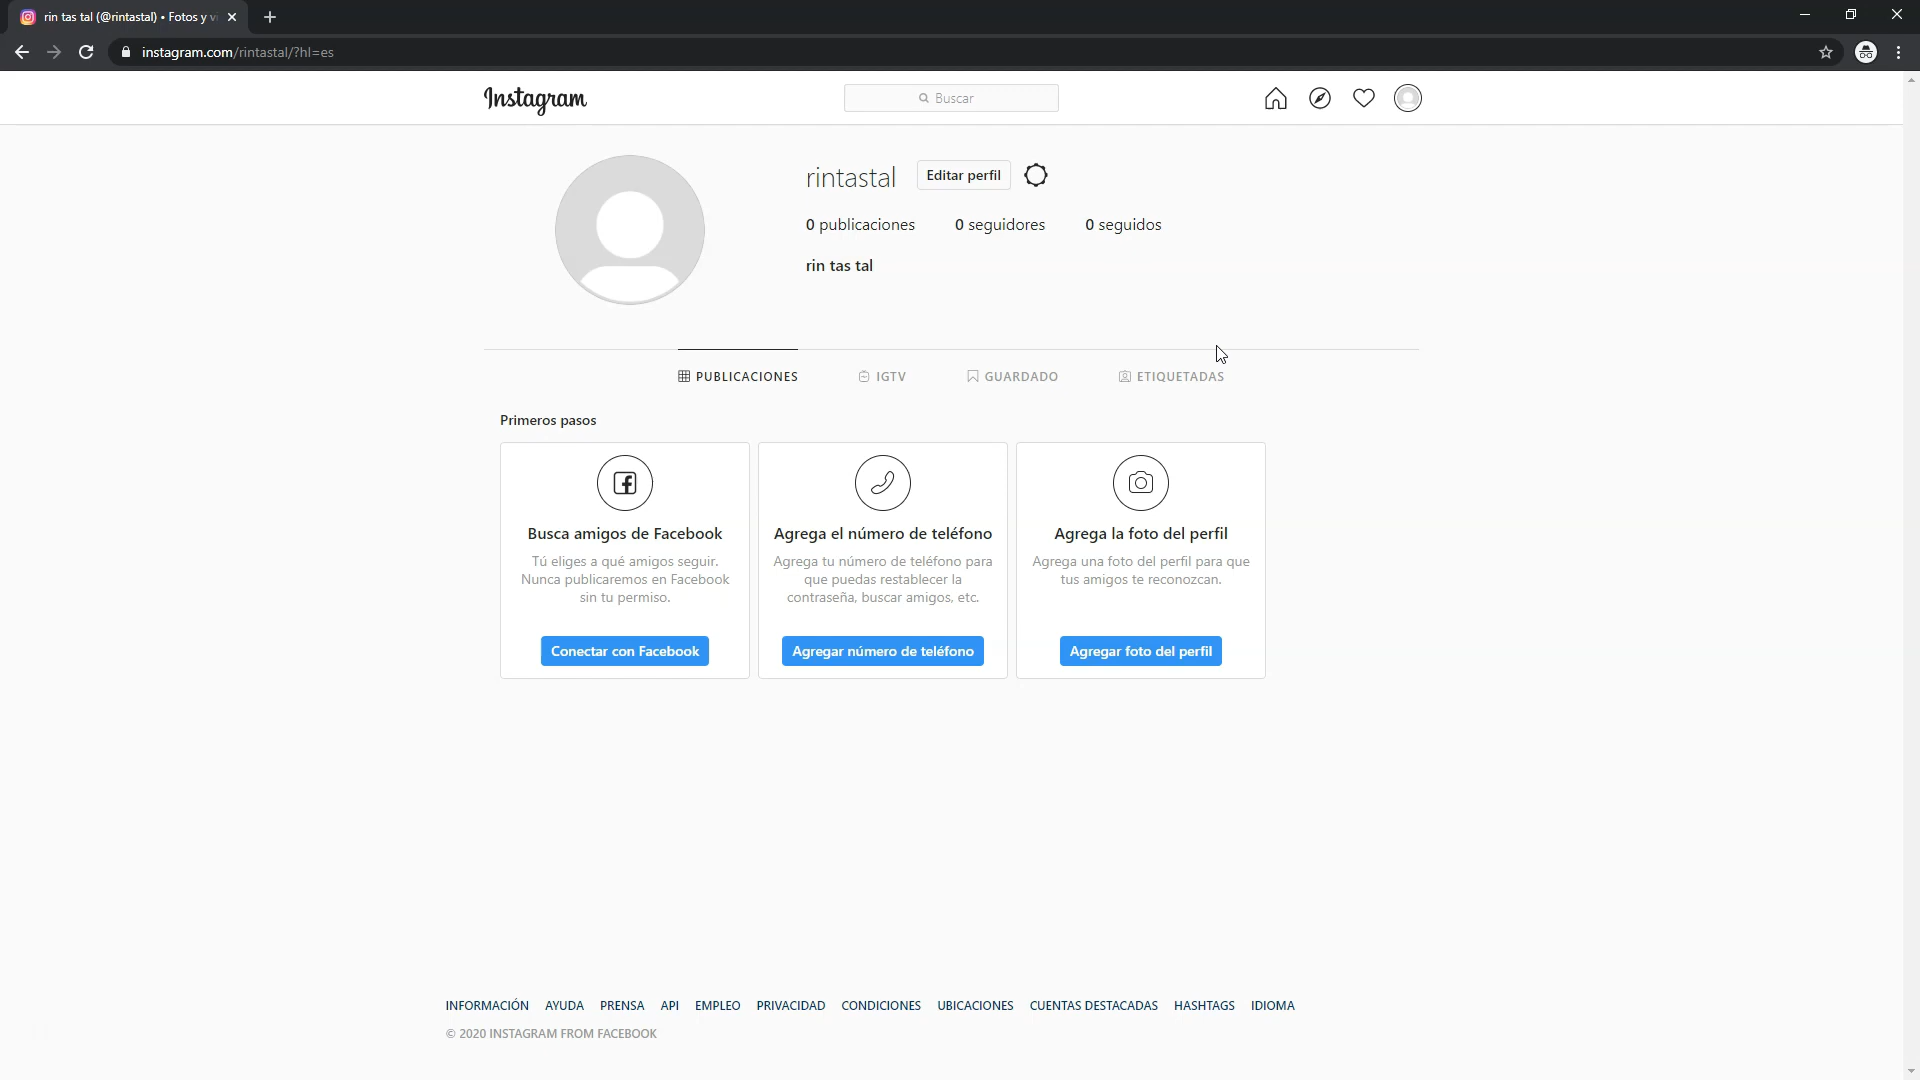 rin tas tal (@rintastal) • Fotos y v
instagram.com/rintastal/?hl=es
Instagram
Buscar
rintastal
Editar perfil
0 publicaciones
0 seguidores
0 seguidos
rin tas tal
PUBLICACIONES
IGTV
GUARDADO
ETIQUETADAS
Primeros pasos
Busca amigos de Facebook
Tú eliges a qué amigos seguir.
Nunca publicaremos en Facebook
sin tu permiso.
Conectar con Facebook
Agrega el número de teléfono
Agrega tu número de teléfono para
que puedas restablecer la
contraseña, buscar amigos, etc.
Agregar número de teléfono
Agrega la foto del perfil
Agrega una foto del perfil para que
tus amigos te reconozcan.
Agregar foto del perfil
INFORMACIÓN AYUDA PRENSA API EMPLEO PRIVACIDAD CONDICIONES UBICACIONES CUENTAS DESTACADAS HASHTAGS IDIOMA
© 2020 INSTAGRAM FROM FACEBOOK